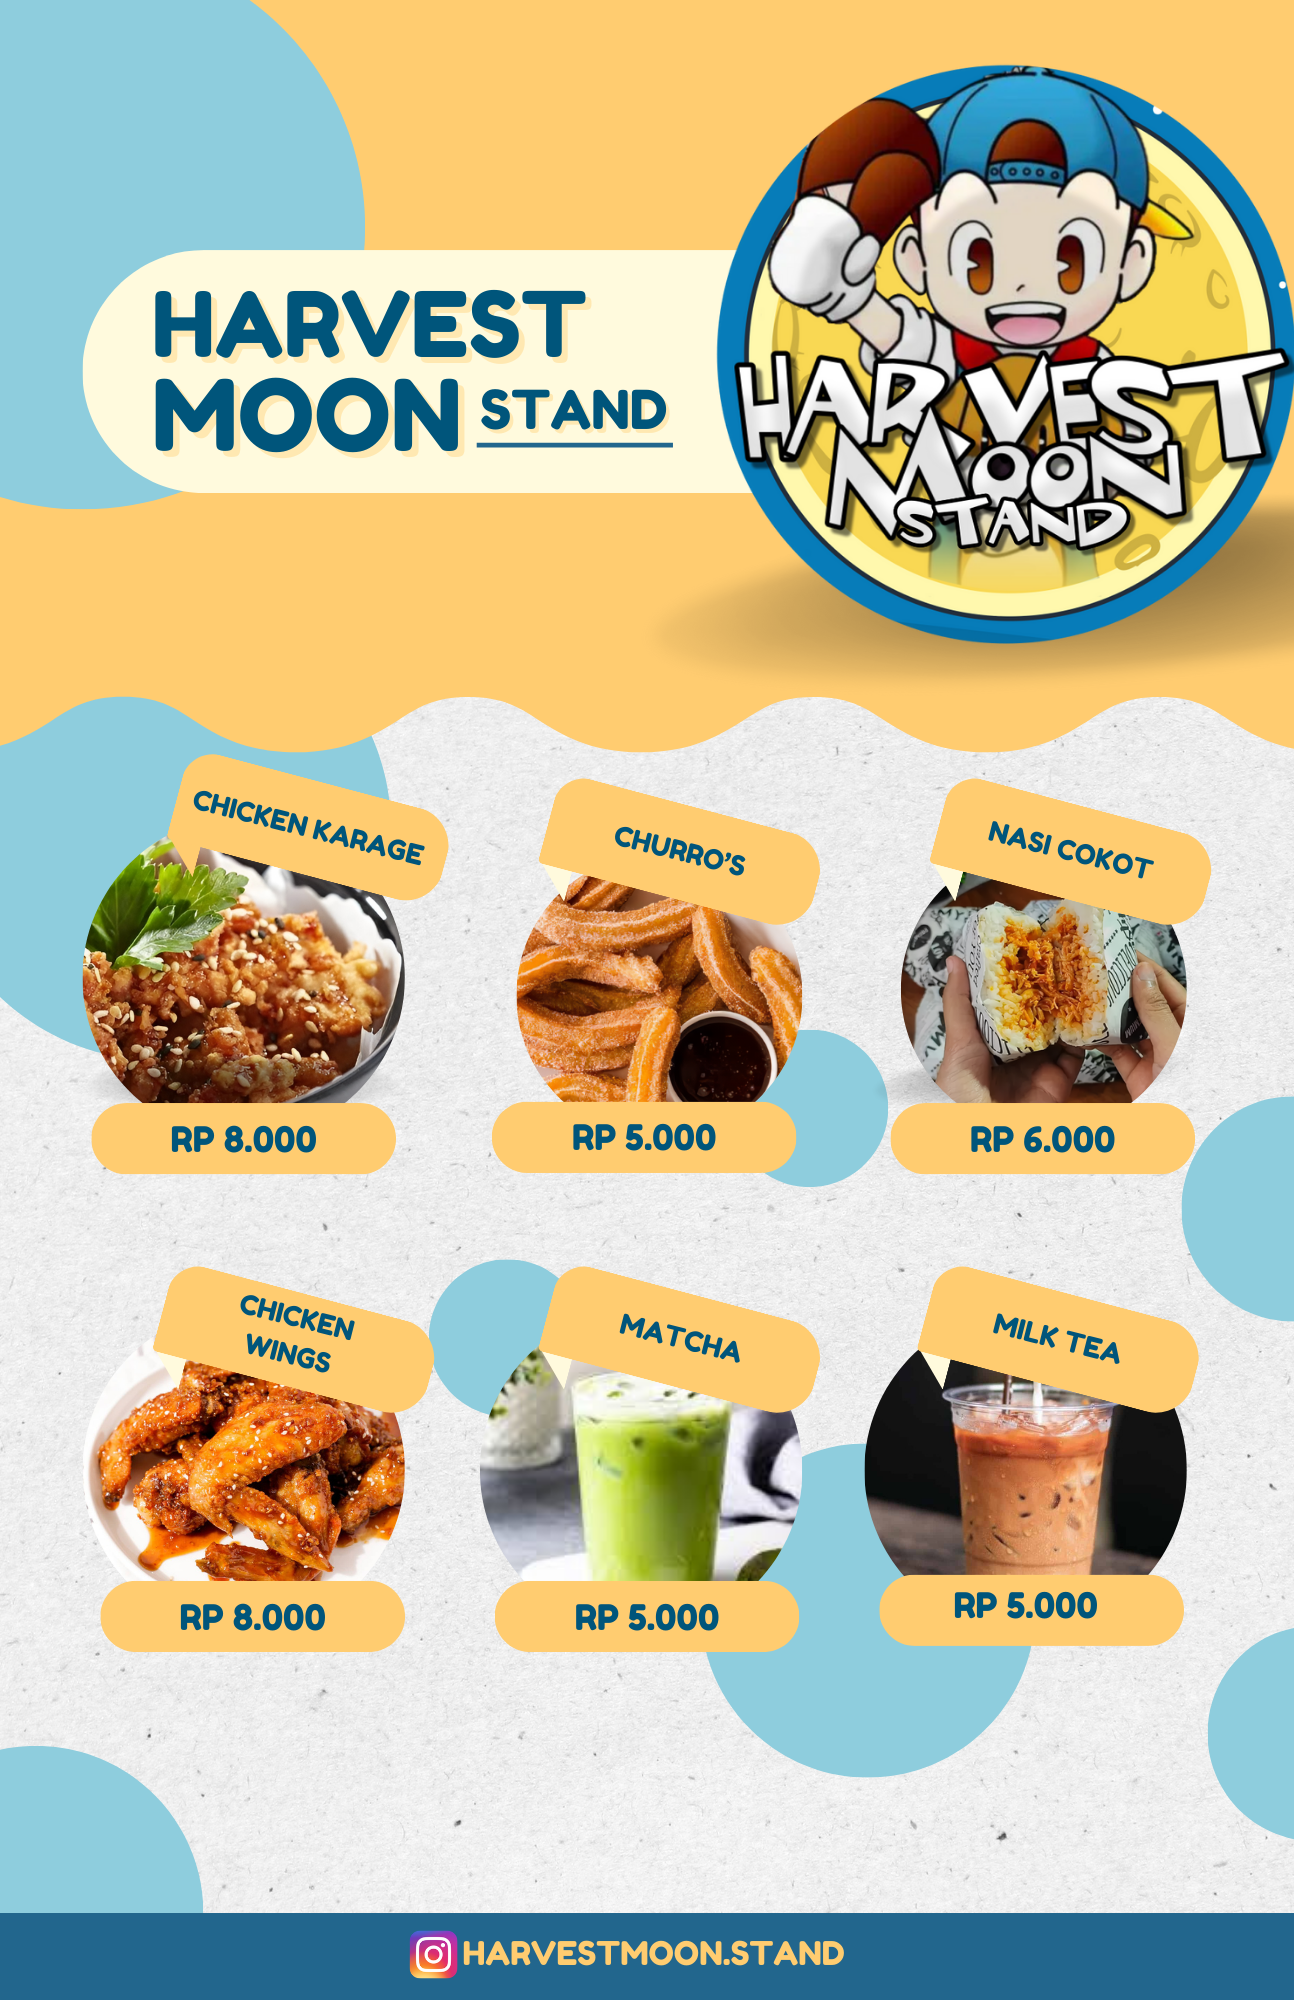 HARVEST
MOON STAND
HARVEST
MOON
STAND
CHICKEN KARAGE
CHURRO'S
NASI COKOT
RP 8.000
RP 5.000
RP 6.000
CHICKEN
WINGS
MATCHA
MILK TEA
RP 8.000
RP 5.000
RP 5.000
HARVESTMOON.STAND